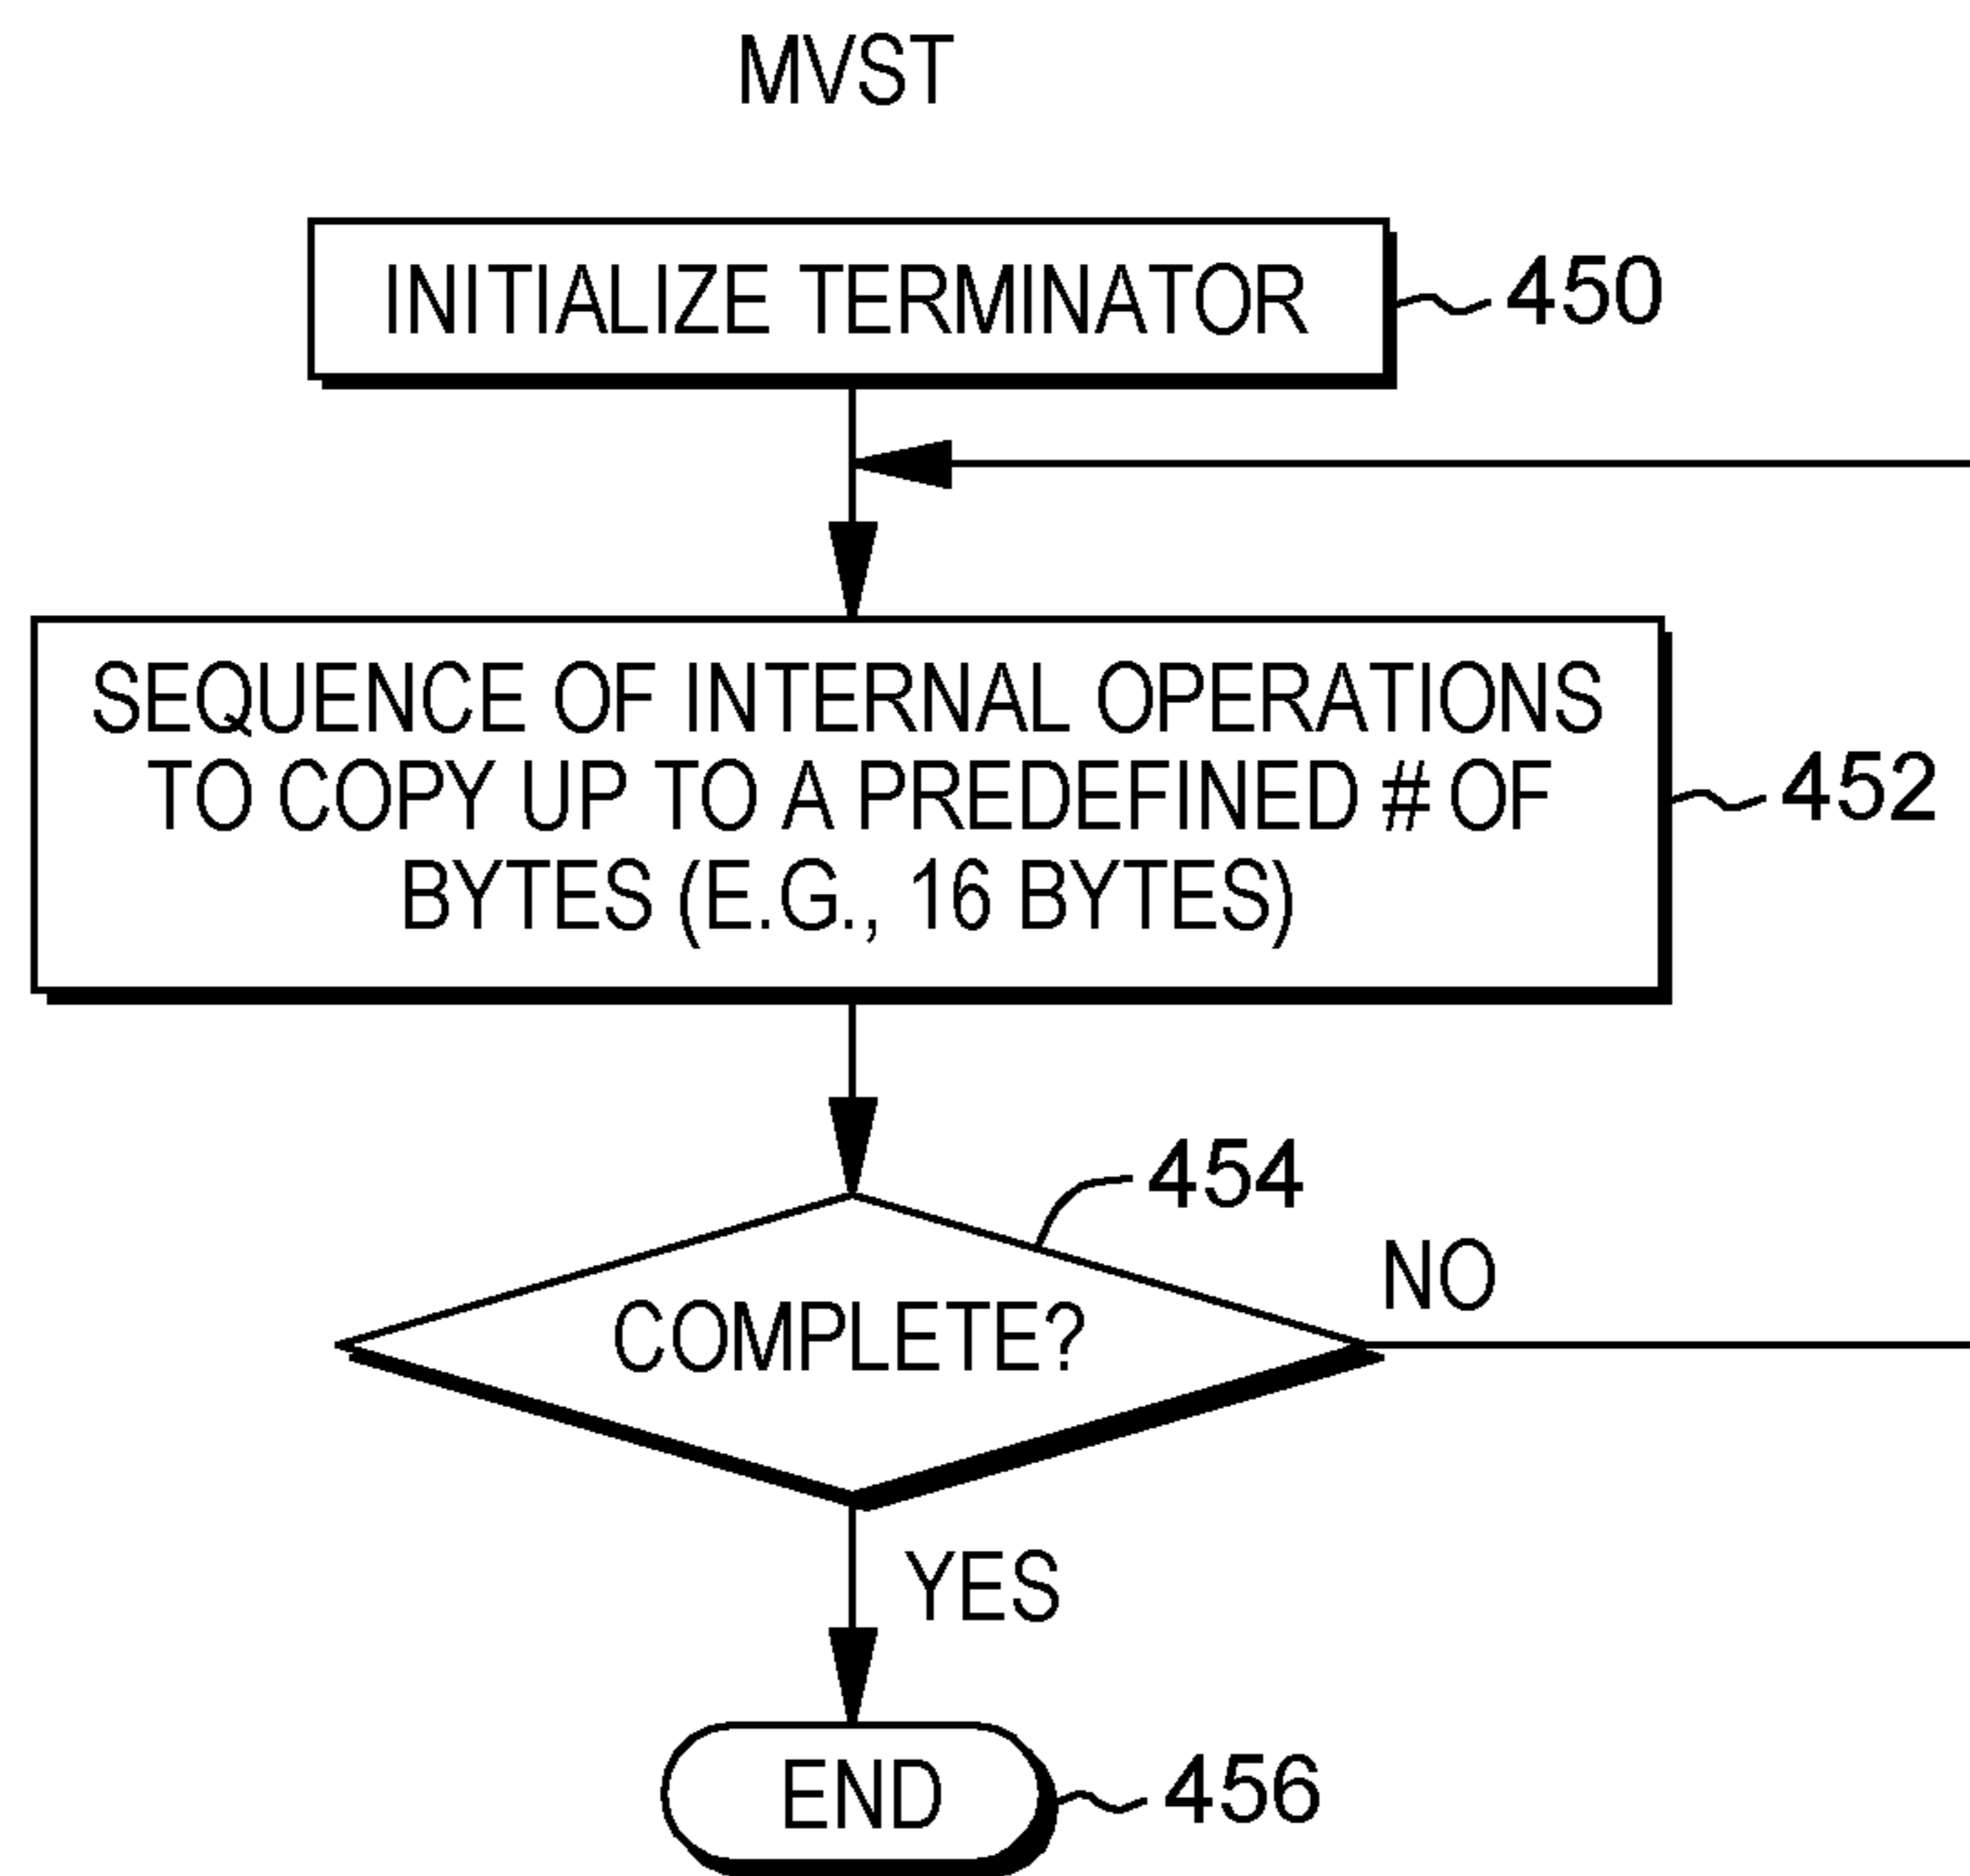 MVST
INITIALIZE TERMINATOR
450
SEQUENCE OF INTERNAL OPERATIONS
TO COPY UP TO A PREDEFINED # OF
BYTES (E.G., 16 BYTES)
452
454
COMPLETE?
NO
YES
END
456